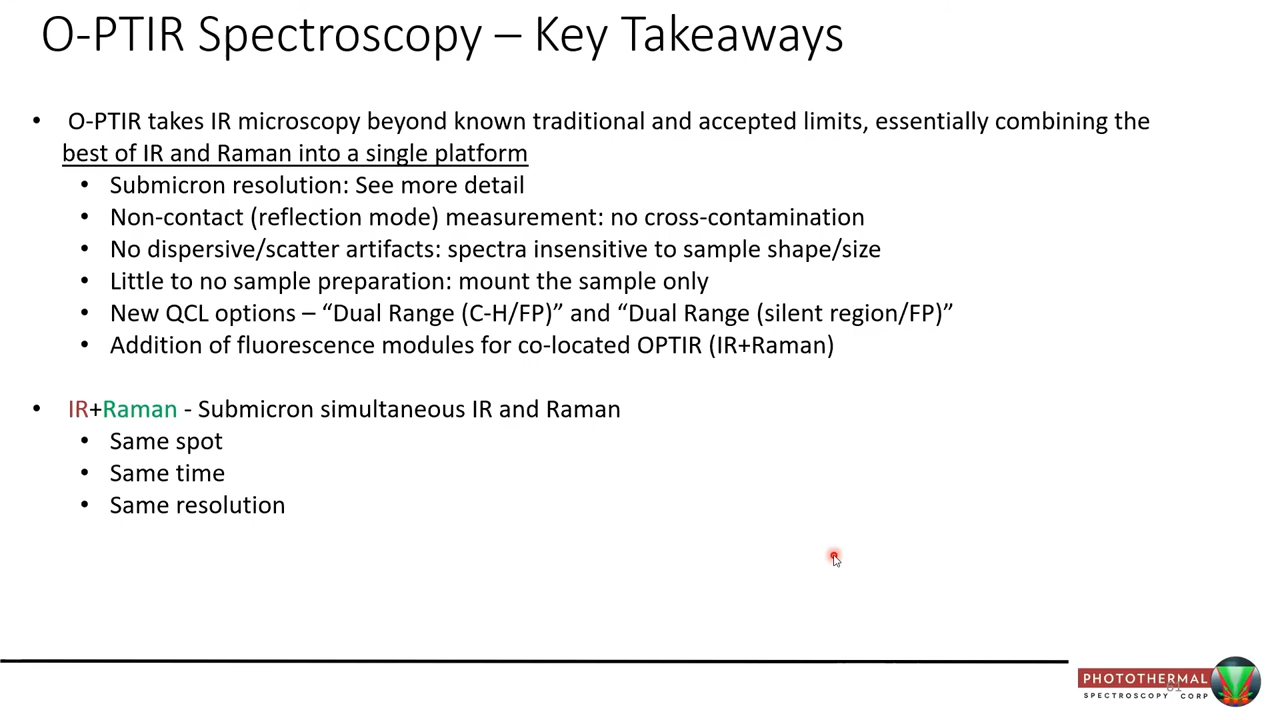 O-PTIR Spectroscopy – Key Takeaways
• O-PTIR takes IR microscopy beyond known traditional and accepted limits, essentially combining the
best of IR and Raman into a single platform
• Submicron resolution: See more detail
• Non-contact (reflection mode) measurement: no cross-contamination
• No dispersive/scatter artifacts: spectra insensitive to sample shape/size
• Little to no sample preparation: mount the sample only
• New QCL options – “Dual Range (C-H/FP)” and “Dual Range (silent region/FP)”
• Addition of fluorescence modules for co-located OPTIR (IR+Raman)
• IR+Raman - Submicron simultaneous IR and Raman
• Same spot
• Same time
• Same resolution
PHOTOTHERMAL
SPECTROSCOPY CORP